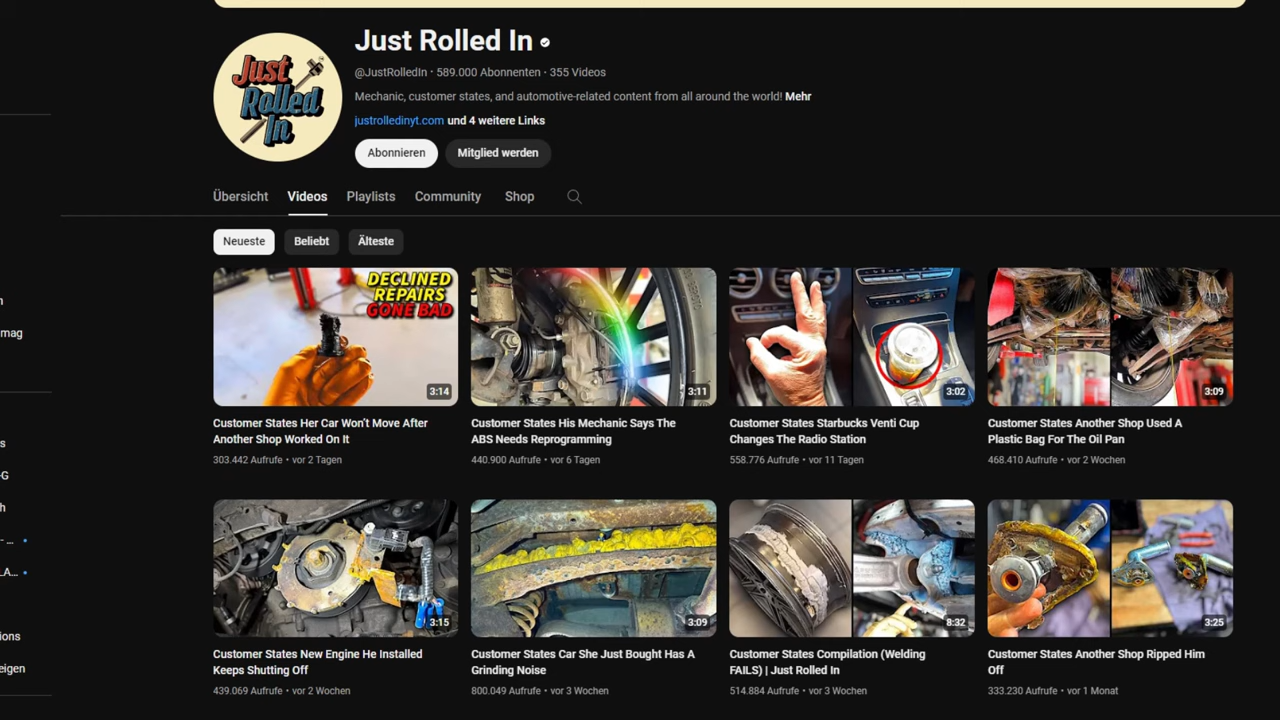 Just Rolled In
Just
Rolled
In
@JustRolledIn · 589.000 Abonnenten · 355 Videos
Mechanic, customer states, and automotive-related content from all around the world! Mehr
justrolledinyt.com und 4 weitere Links
Abonnieren Mitglied werden
Übersicht Videos Playlists Community Shop
Neueste Beliebt Älteste
n
mag
s
-G
h
- ...
LA...
ions
eigen
DECLINED
REPAIRS
GONE BAD
3:14 3:11 3:02 3:09
Customer States Her Car Won't Move After
Another Shop Worked On It
303.442 Aufrufe • vor 2 Tagen
Customer States His Mechanic Says The
ABS Needs Reprogramming
440.900 Aufrufe • vor 6 Tagen
Customer States Starbucks Venti Cup
Changes The Radio Station
558.776 Aufrufe • vor 11 Tagen
Customer States Another Shop Used A
Plastic Bag For The Oil Pan
468.410 Aufrufe • vor 2 Wochen
3:15 3:09 8:32 3:25
Customer States New Engine He Installed
Keeps Shutting Off
439.069 Aufrufe • vor 2 Wochen
Customer States Car She Just Bought Has A
Grinding Noise
800.049 Aufrufe • vor 3 Wochen
Customer States Compilation (Welding
FAILS) | Just Rolled In
514.884 Aufrufe • vor 3 Wochen
Customer States Another Shop Ripped Him
Off
333.230 Aufrufe • vor 1 Monat